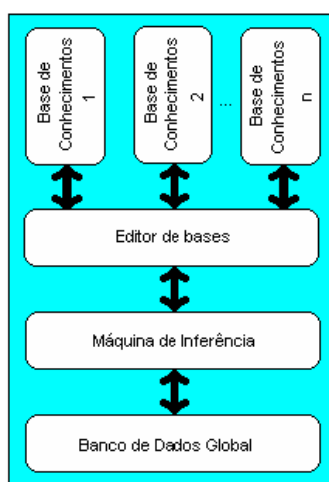 Base de
Conhecimentos
1
Base de
Conhecimentos
2
...
Base de
Conhecimentos
n
Editor de bases
Máquina de Inferência
Banco de Dados Global